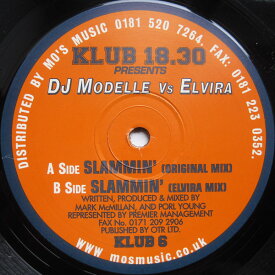 DISTRIBUTED BY MO'S MUSIC 0181 520 7264. FAX: 0181 223 0352.
KLUB 18.30
PRESENTS
DJ MODELLE VS ELVIRA
A SIDE SLAMMIN' (ORIGINAL MIX)
B SIDE SLAMMIN' (ELVIRA MIX)
WRITTEN, PRODUCED & MIXED BY
MARK McMILLAN, AND PORL YOUNG
REPRESENTED BY PREMIER MANAGEMENT
FAX No. 0171 209 2906
PUBLISHED BY OTR LTD.
KLUB 6
www.mosmusic.co.uk